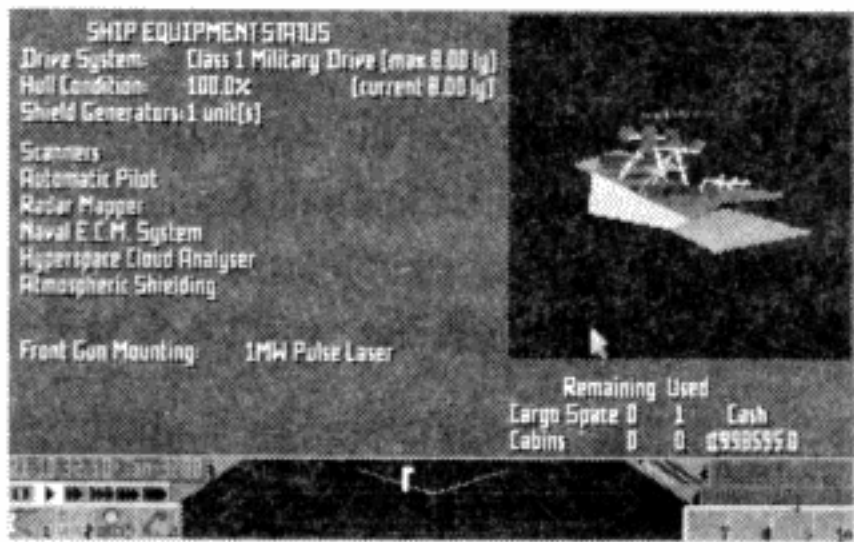 SHIP EQUIPMENT STATUS
Drive System: Class 1 Military Drive (max 8.00 ly)
Hull Condition: 100.0% (current 8.00 ly)
Shield Generators: 1 unit(s)
Scanners
Automatic Pilot
Radar Mapper
Naval E.C.M. System
Hyperspace Cloud Analyser
Atmospheric Shielding
Front Gun Mounting: 1MW Pulse Laser
Remaining Used
Cargo Space 0 1 Cash
Cabins 0 0